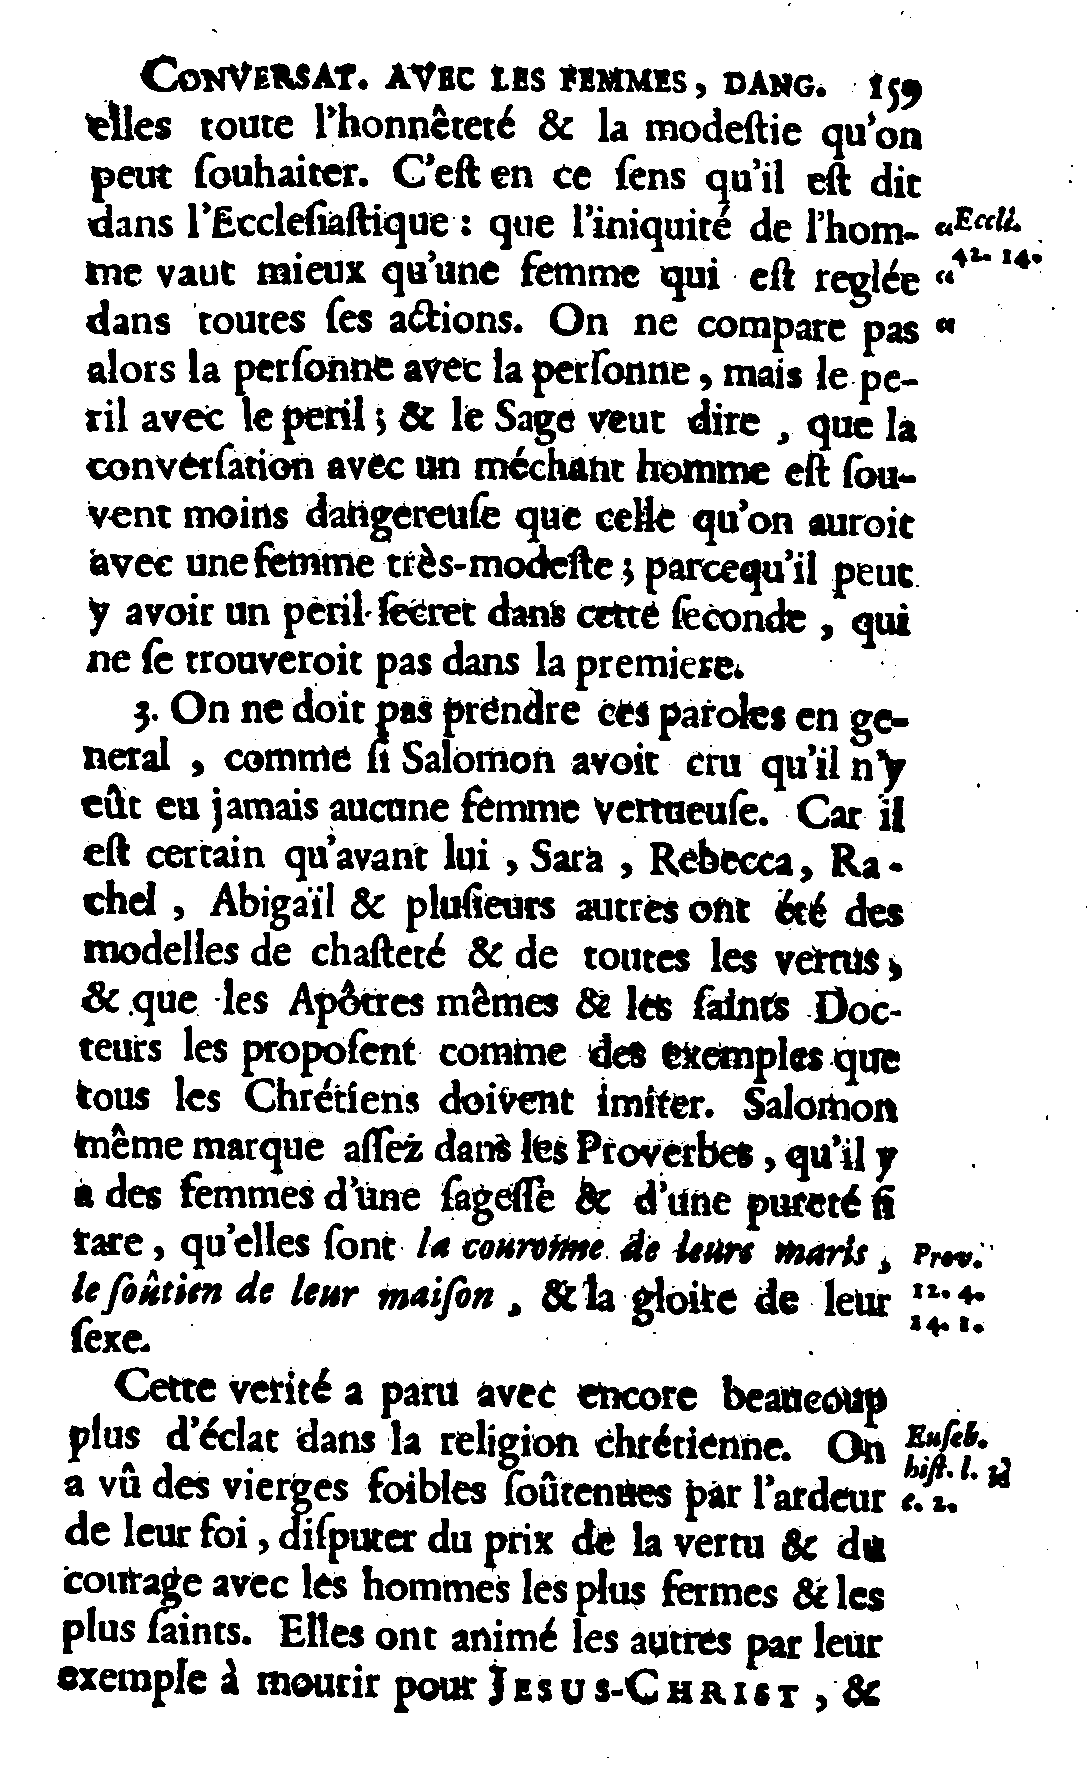 CONVERSAT. AVEC LES FEMMES, DANG. 159
elles toute l'honnêteté & la modeſtie qu'on
peut ſouhaiter. C'eſt en ce ſens qu'il eſt dit
dans l'Eccleſiaſtique : que l'iniquité de l'hom- “Eccli.
me vaut mieux qu'une femme qui est reglée “ 42. 14.
dans toutes ſes actions. On ne compare pas “
alors la perſonne avec la perſonne, mais le pe-
ril avec le peril ; & le Sage veut dire , que la
converſation avec un méchant homme eſt ſou-
vent moins dangereuſe que celle qu'on auroit
avec une femme très-modeſte ; parcequ'il peut
y avoir un peril ſecret dans cette ſeconde , qui
ne ſe trouveroit pas dans la premiere.
3. On ne doit pas prendre ces paroles en ge-
neral , comme ſi Salomon avoit cru qu'il n'y
eût eu jamais aucune femme vertueuſe. Car il
eſt certain qu'avant lui , Sara , Rebecca, Ra-
chel , Abigaïl & pluſieurs autres ont été des
modelles de chaſteté & de toutes les vertus,
& que les Apôtres mêmes & les ſaints Doc-
teurs les propoſent comme des exemples que
tous les Chrétiens doivent imiter. Salomon
même marque aſſez dans les Proverbes, qu'il y
a des femmes d'une ſageſſe & d'une pureté ſi
rare, qu'elles ſont la couronne de leurs maris, Prov.
le ſoûtien de leur maiſon , & la gloire de leur 12. 4.
ſexe. 14. 1.
Cette verité a paru avec encore beaucoup
plus d'éclat dans la religion chrétienne. On Euſeb.
a vû des vierges foibles ſoûtenues par l'ardeur hiſt. l.
de leur foi, diſputer du prix de la vertu & du c. 2.
courage avec les hommes les plus fermes & les
plus ſaints. Elles ont animé les autres par leur
exemple à mourir pour JESUS-CHRIST, &